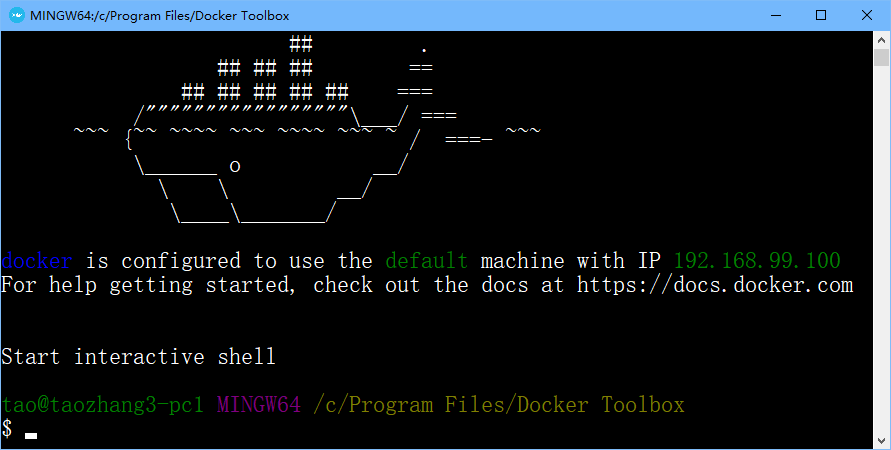 MINGW64:/c/Program Files/Docker Toolbox
                        ##         .
                  ## ## ##        ==
               ## ## ## ## ##    ===
           /"""""""""""""""""\___/ ===
      ~~~ {~~ ~~~~ ~~~ ~~~~ ~~~ ~ /  ===- ~~~
           \______ o           __/
             \    \         __/
              \____\_______/
docker is configured to use the default machine with IP 192.168.99.100
For help getting started, check out the docs at https://docs.docker.com
Start interactive shell
tao@taozhang3-pc1 MINGW64 /c/Program Files/Docker Toolbox
$